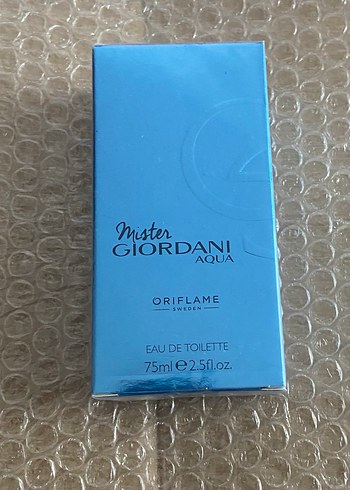 Mister
GIORDANI
AQUA
ORIFLAME
SWEDEN
EAU DE TOILETTE
75ml e 2.5fl.oz.